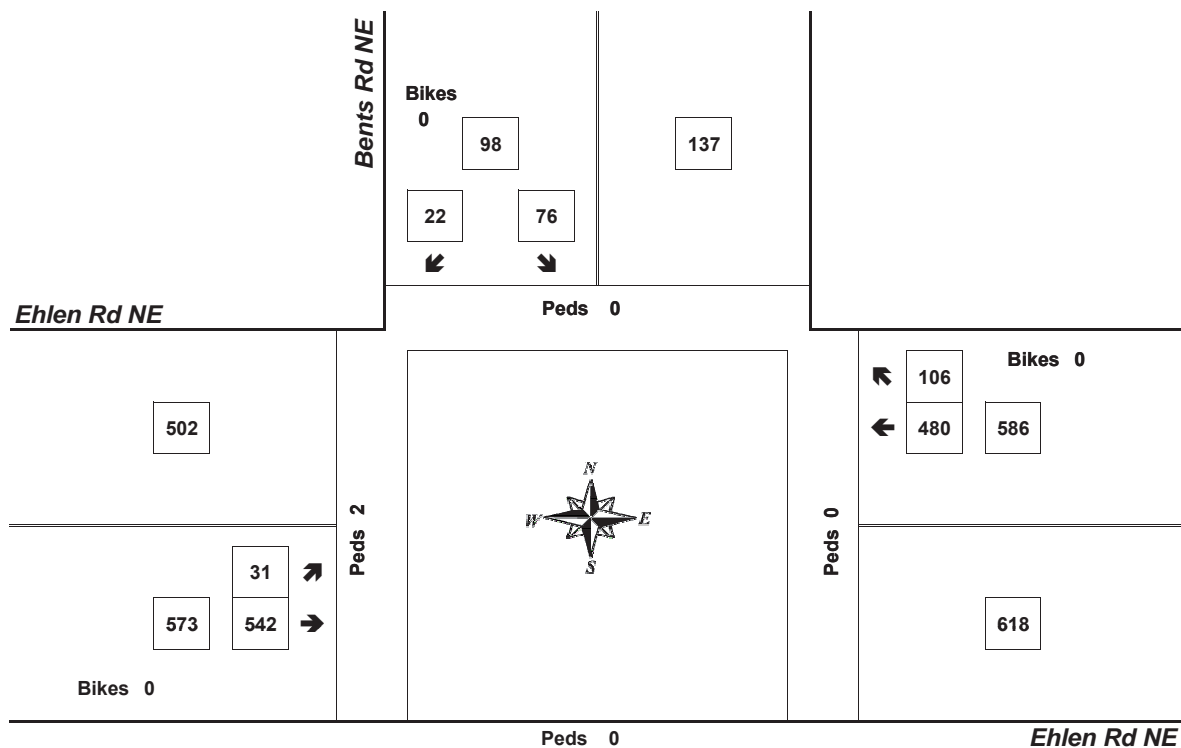 Bents Rd NE
Bikes
0
98
137
22
76
Peds 0
Ehlen Rd NE
106
Bikes 0
502
480
586
N
W
E
S
Peds 2
Peds 0
31
573
542
618
Bikes 0
Peds 0
Ehlen Rd NE